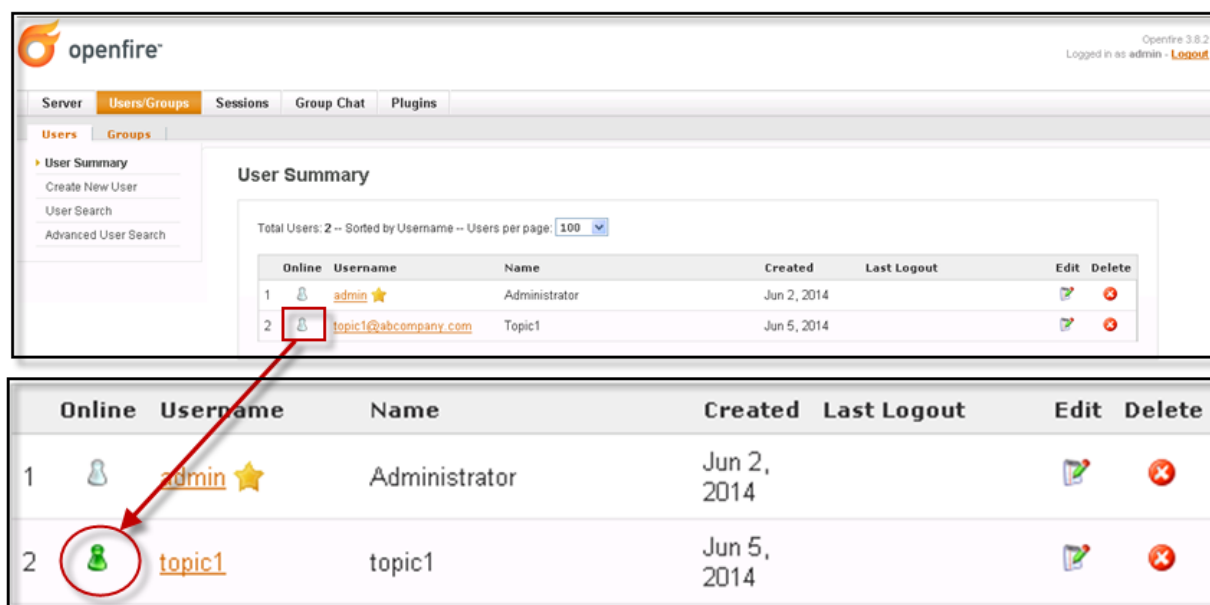 openfire™
Openfire 3.8.2
Logged in as admin - Logout
Server Users/Groups Sessions Group Chat Plugins
Users Groups
User Summary
Create New User
User Search
Advanced User Search
User Summary
Total Users: 2 -- Sorted by Username -- Users per page: 100
Online Username Name Created Last Logout Edit Delete
1 admin Administrator Jun 2, 2014
2 topic1@abcompany.com Topic1 Jun 5, 2014
Online Username Name Created Last Logout Edit Delete
1 admin Administrator Jun 2,
2014
2 topic1 topic1 Jun 5,
2014